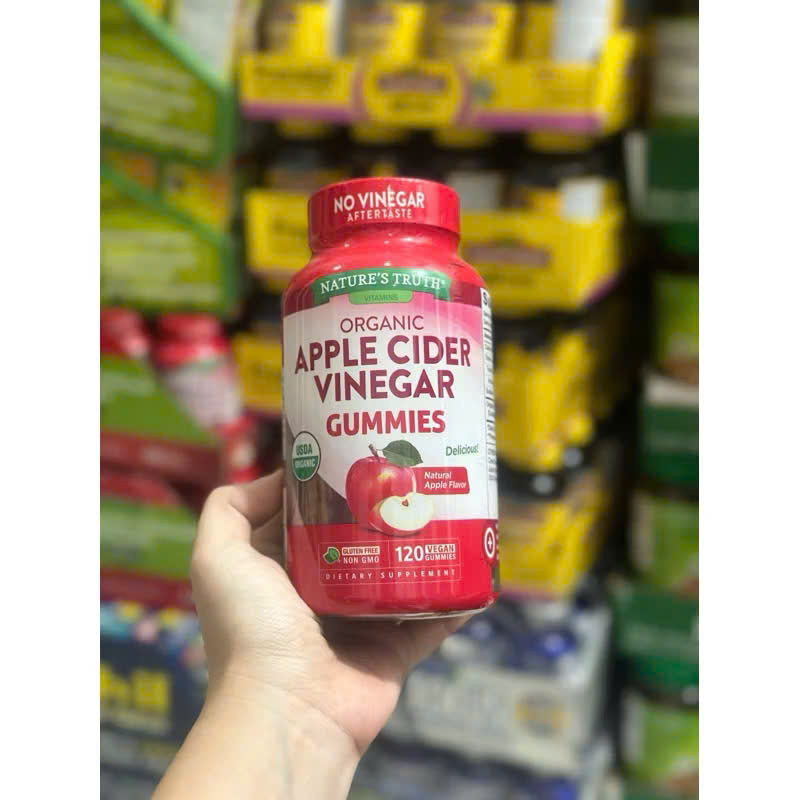 NO VINEGAR
AFTERTASTE
NATURE'S TRUTH®
VITAMINS
ORGANIC
APPLE CIDER
VINEGAR
GUMMIES
Delicious!
USDA
ORGANIC
Natural
Apple Flavor
GLUTEN FREE
NON GMO
120 VEGAN
GUMMIES
DIETARY SUPPLEMENT